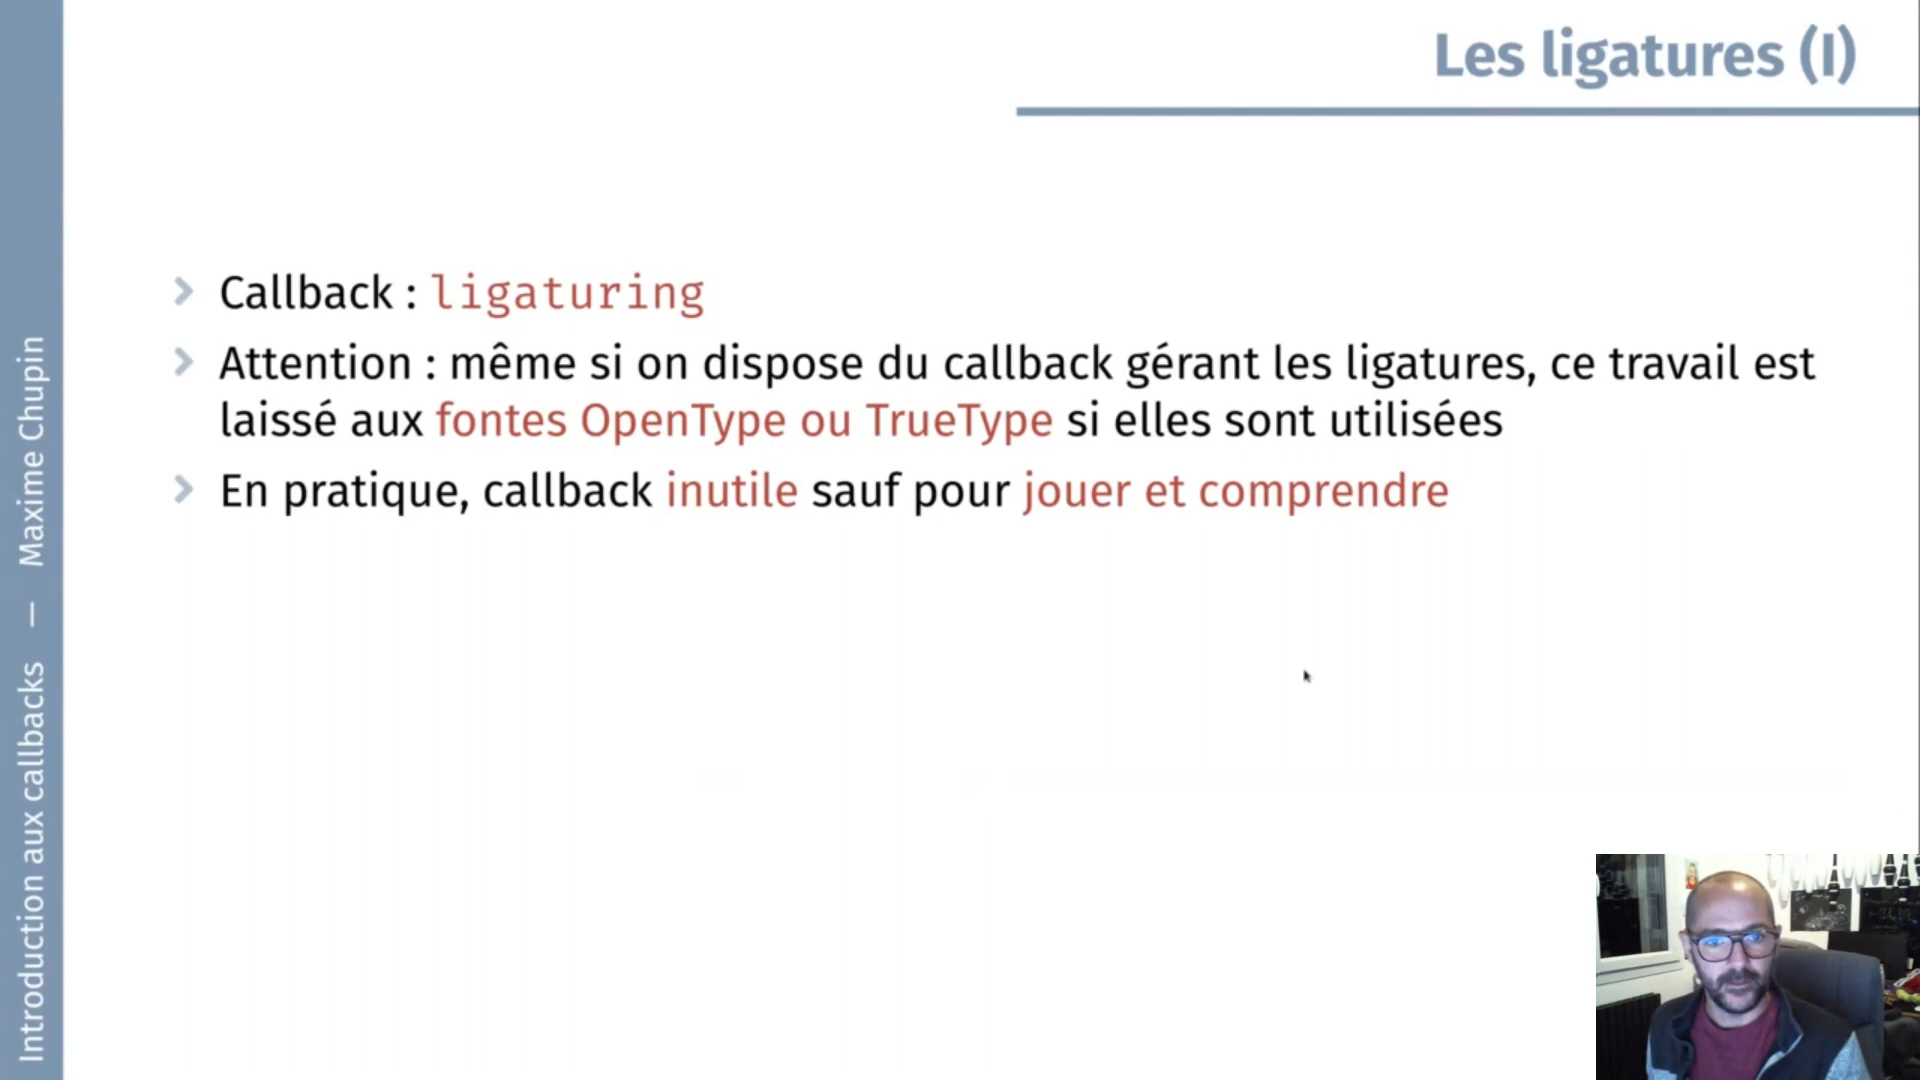 Les ligatures (I)
Callback : ligaturing
Attention : même si on dispose du callback gérant les ligatures, ce travail est
laissé aux fontes OpenType ou TrueType si elles sont utilisées
En pratique, callback inutile sauf pour jouer et comprendre
Introduction aux callbacks — Maxime Chupin